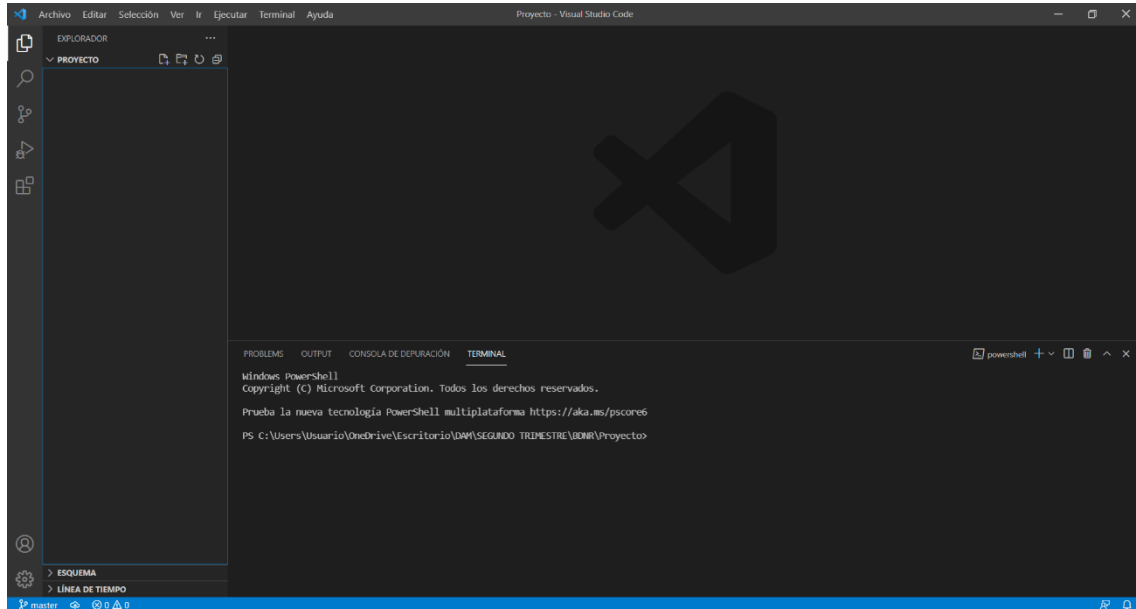 Archivo Editar Selección Ver Ir Ejecutar Terminal Ayuda
Proyecto - Visual Studio Code
EXPLORADOR
PROYECTO
PROBLEMS OUTPUT CONSOLA DE DEPURACIÓN TERMINAL
powershell
Windows PowerShell
Copyright (C) Microsoft Corporation. Todos los derechos reservados.
Prueba la nueva tecnología PowerShell multiplataforma https://aka.ms/pscore6
PS C:\Users\Usuario\OneDrive\Escritorio\DAM\SEGUNDO TRIMESTRE\BDNR\Proyecto>
ESQUEMA
LÍNEA DE TIEMPO
master 0 0